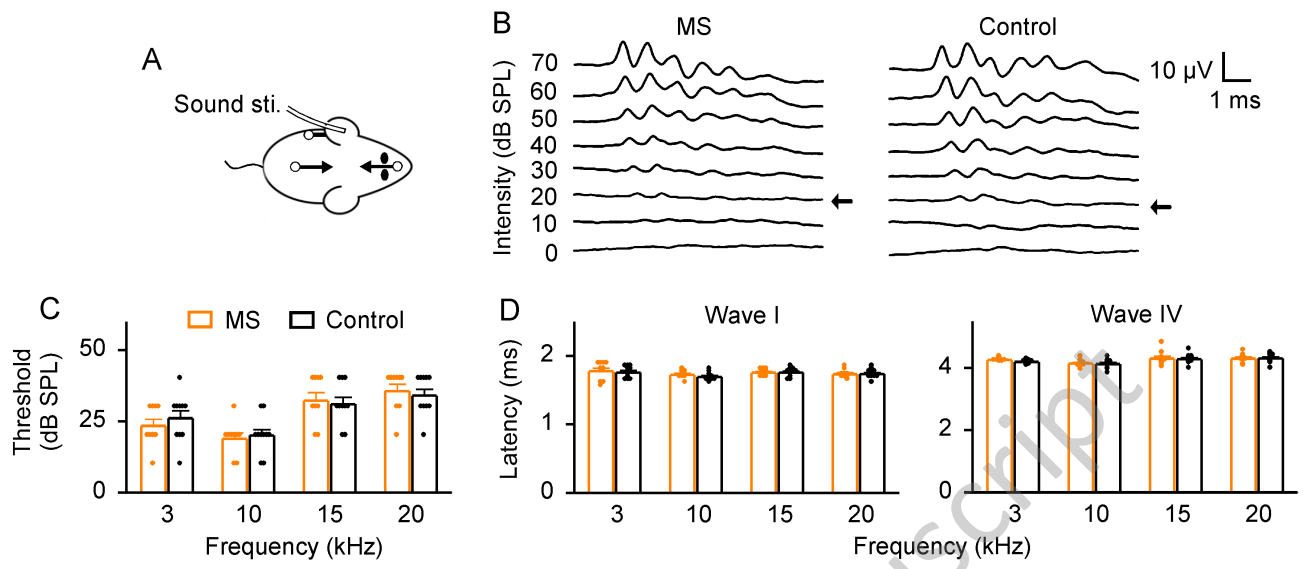 A
Sound sti.
B
MS
Control
Intensity (dB SPL)
70
60
50
40
30
20
10
0
10 µV
1 ms
C
MS
Control
Threshold
(dB SPL)
50
25
0
3 10 15 20
Frequency (kHz)
D
Wave I
Latency (ms)
2
1
0
3 10 15 20
Wave IV
4
2
0
3 10 15 20
Frequency (kHz)